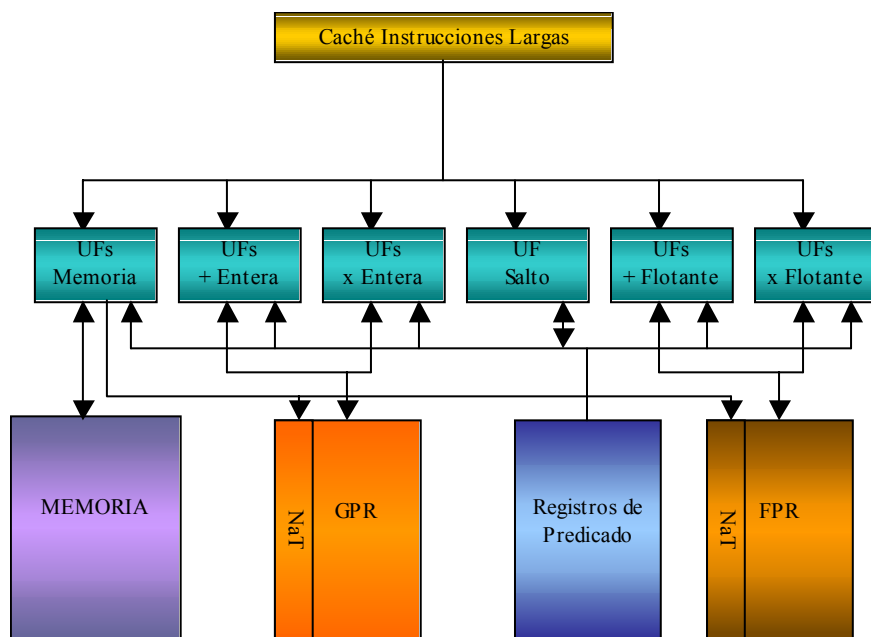 Caché Instrucciones Largas
UFs
Memoria
UFs
+ Entera
UFs
x Entera
UF
Salto
UFs
+ Flotante
UFs
x Flotante
MEMORIA
NaT
GPR
Registros de
Predicado
NaT
FPR